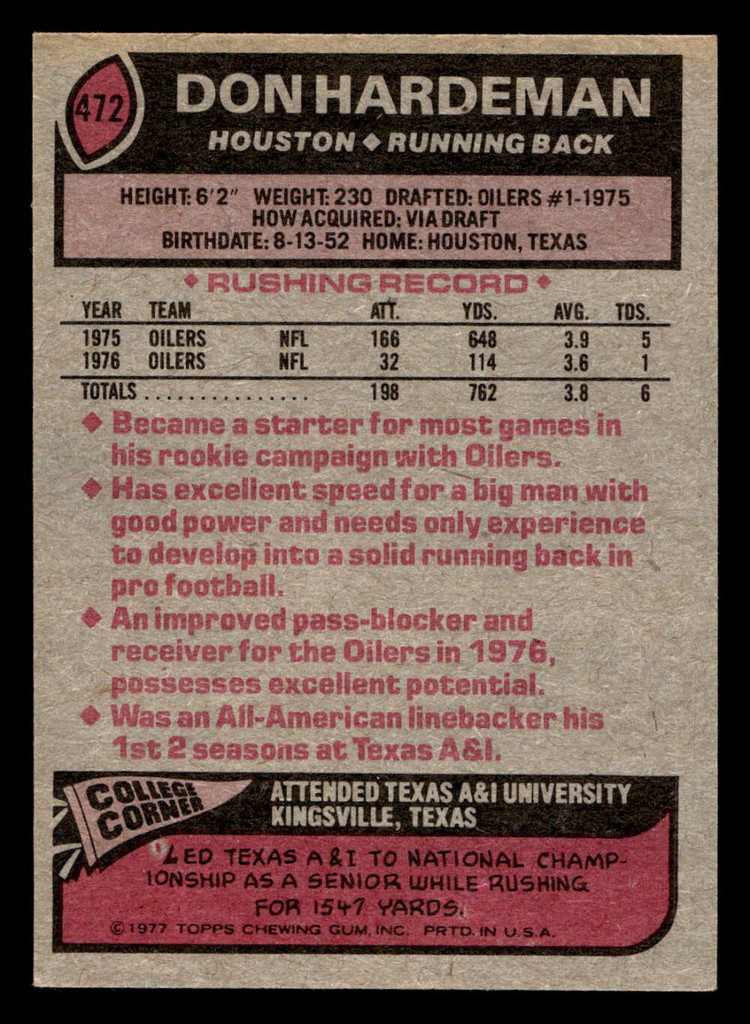 472
DON HARDEMAN
HOUSTON ◆ RUNNING BACK
HEIGHT: 6'2" WEIGHT: 230 DRAFTED: OILERS #1-1975
HOW ACQUIRED: VIA DRAFT
BIRTHDATE: 8-13-52 HOME: HOUSTON, TEXAS
◆ RUSHING RECORD ◆
YEAR TEAM ATT. YDS. AVG. TDS.
1975 OILERS NFL 166 648 3.9 5
1976 OILERS NFL 32 114 3.6 1
TOTALS ............... 198 762 3.8 6
◆ Became a starter for most games in
his rookie campaign with Oilers.
◆ Has excellent speed for a big man with
good power and needs only experience
to develop into a solid running back in
pro football.
◆ An improved pass-blocker and
receiver for the Oilers in 1976,
possesses excellent potential.
◆ Was an All-American linebacker his
1st 2 seasons at Texas A&I.
COLLEGE
CORNER
ATTENDED TEXAS A&I UNIVERSITY
KINGSVILLE, TEXAS
LED TEXAS A & I TO NATIONAL CHAMP-
IONSHIP AS A SENIOR WHILE RUSHING
FOR 1547 YARDS.
©1977 TOPPS CHEWING GUM, INC. PRTD. IN U.S.A.